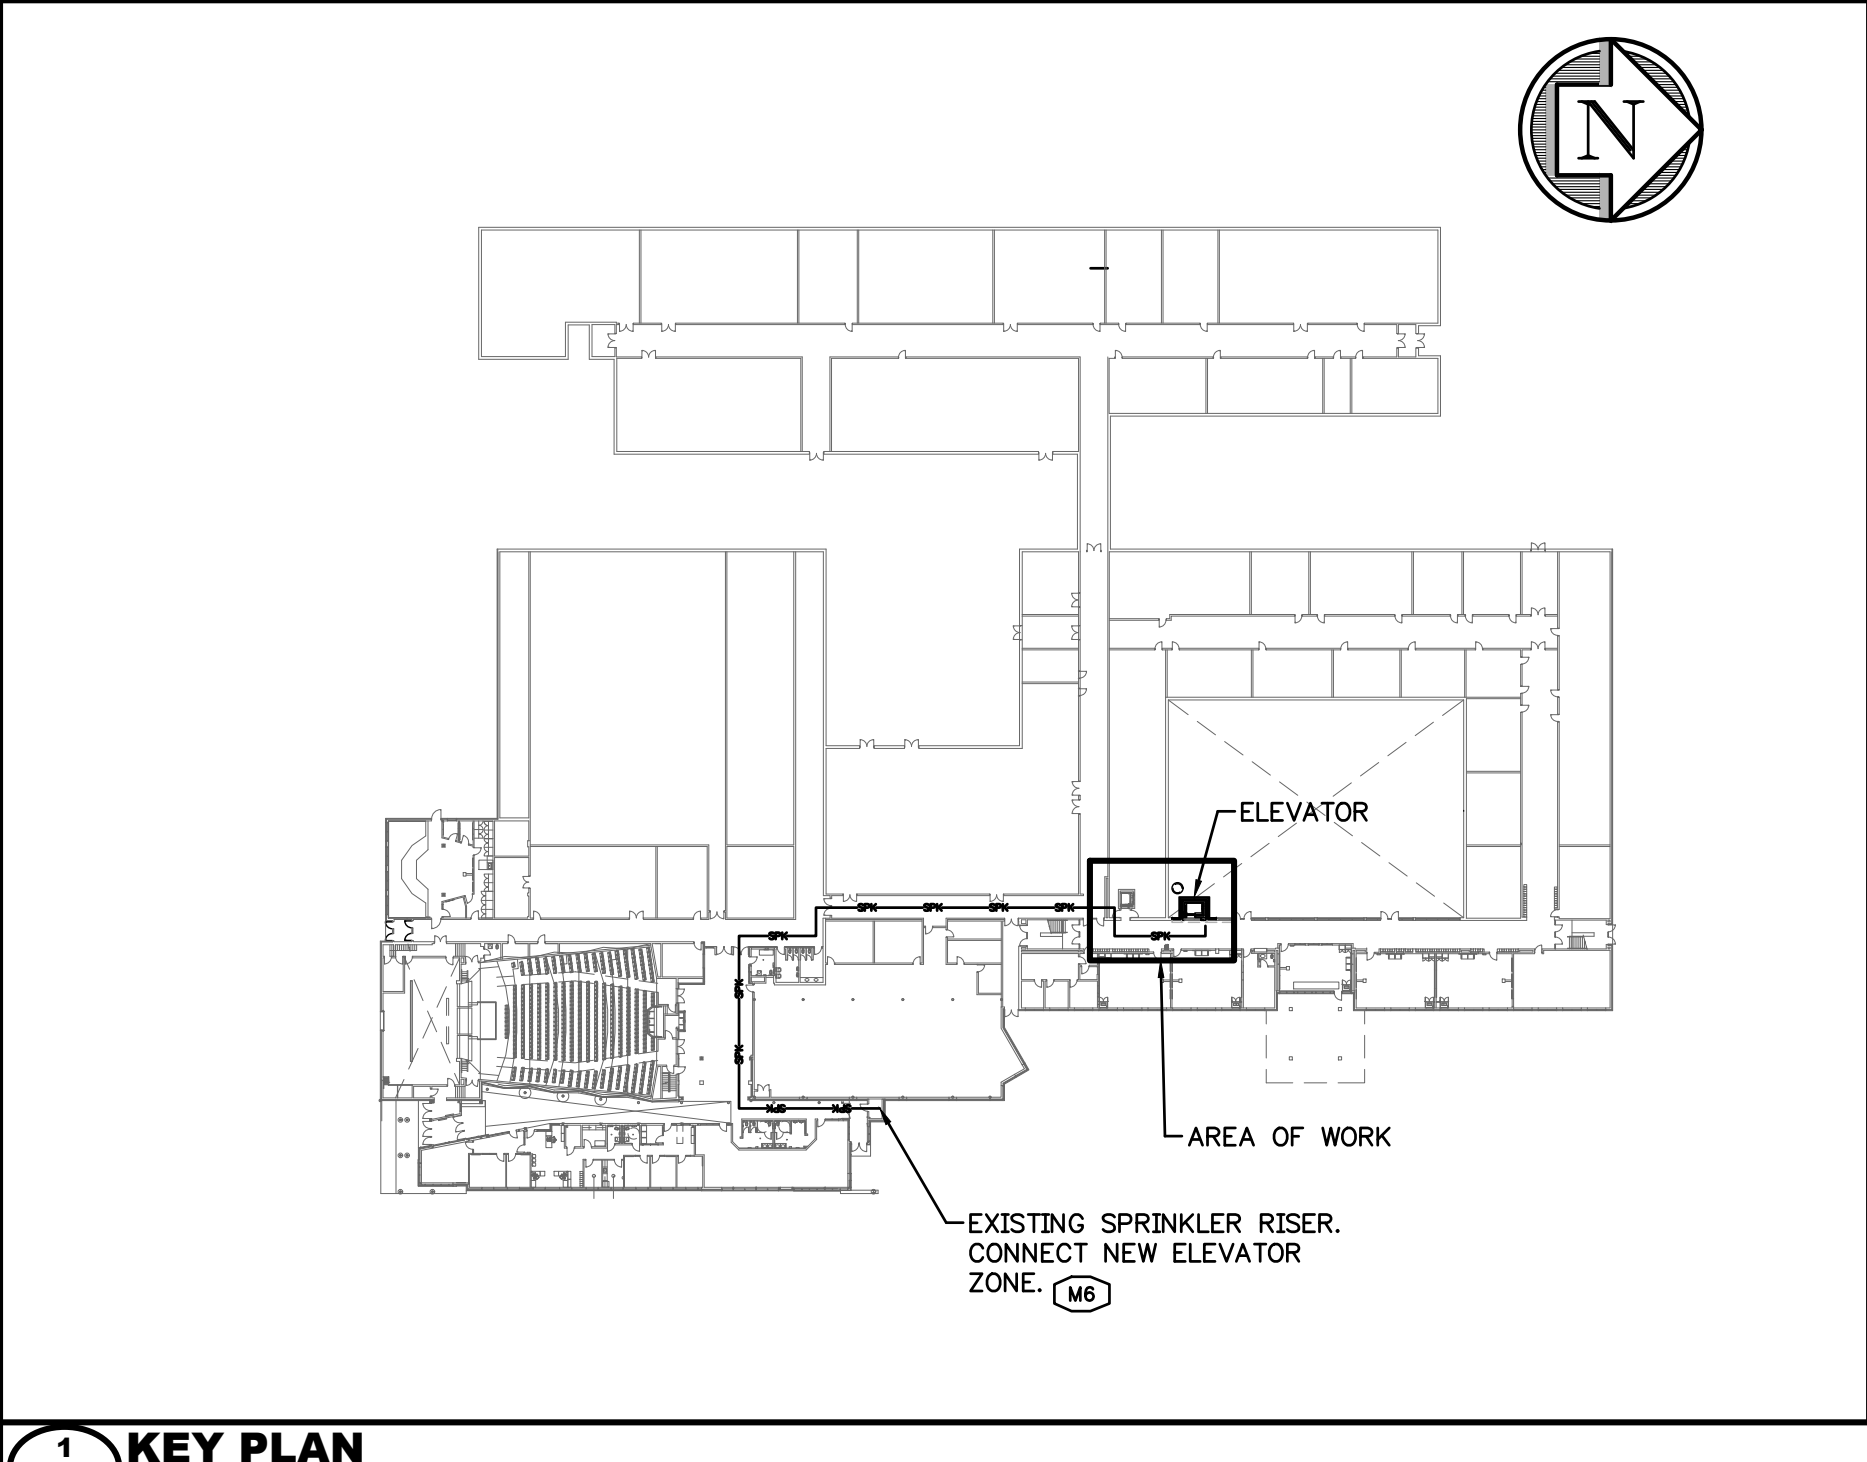 N
ELEVATOR
SPK SPK SPK SPK
SPK
SPK
SPK
SPK
SPK SPK
AREA OF WORK
EXISTING SPRINKLER RISER.
CONNECT NEW ELEVATOR
ZONE. M6
1 KEY PLAN